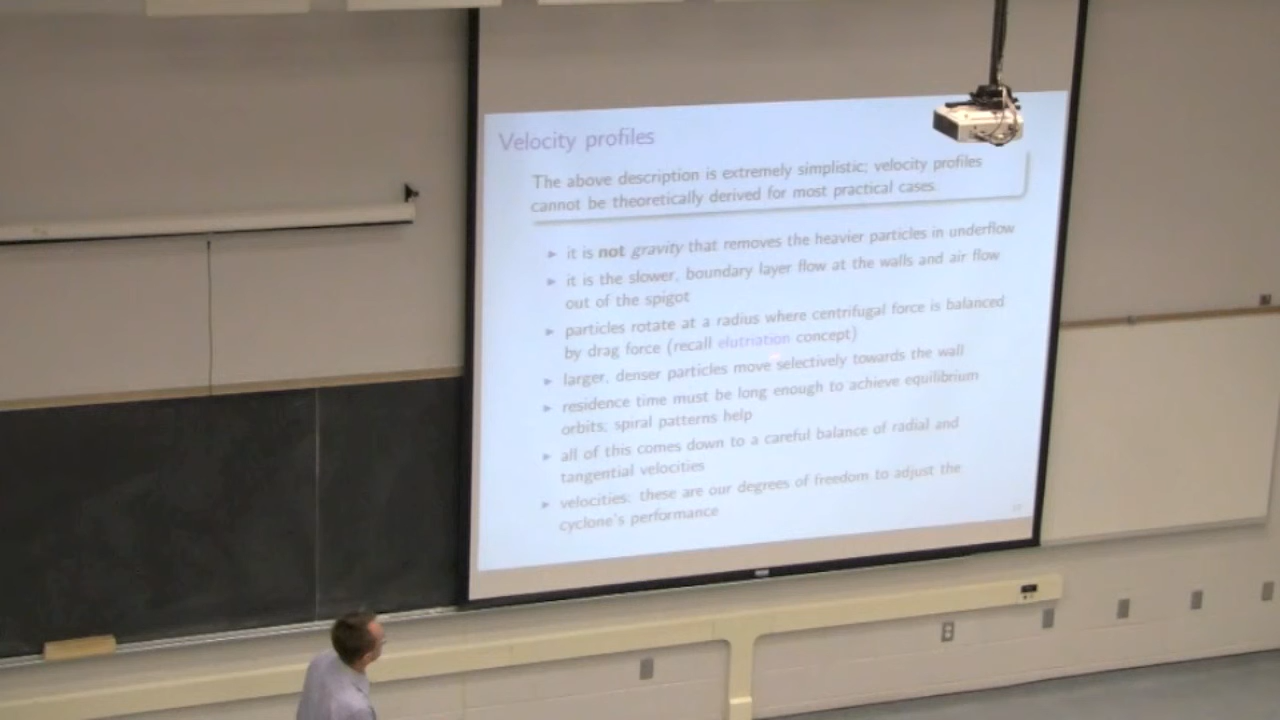 Velocity profiles
The above description is extremely simplistic; velocity profiles
cannot be theoretically derived for most practical cases.
► it is not gravity that removes the heavier particles in underflow
► it is the slower, boundary layer flow at the walls and air flow
out of the spigot
► particles rotate at a radius where centrifugal force is balanced
by drag force (recall elutriation concept)
► larger, denser particles move selectively towards the wall
► residence time must be long enough to achieve equilibrium
orbits; spiral patterns help
► all of this comes down to a careful balance of radial and
tangential velocities
► velocities: these are our degrees of freedom to adjust the
cyclone's performance